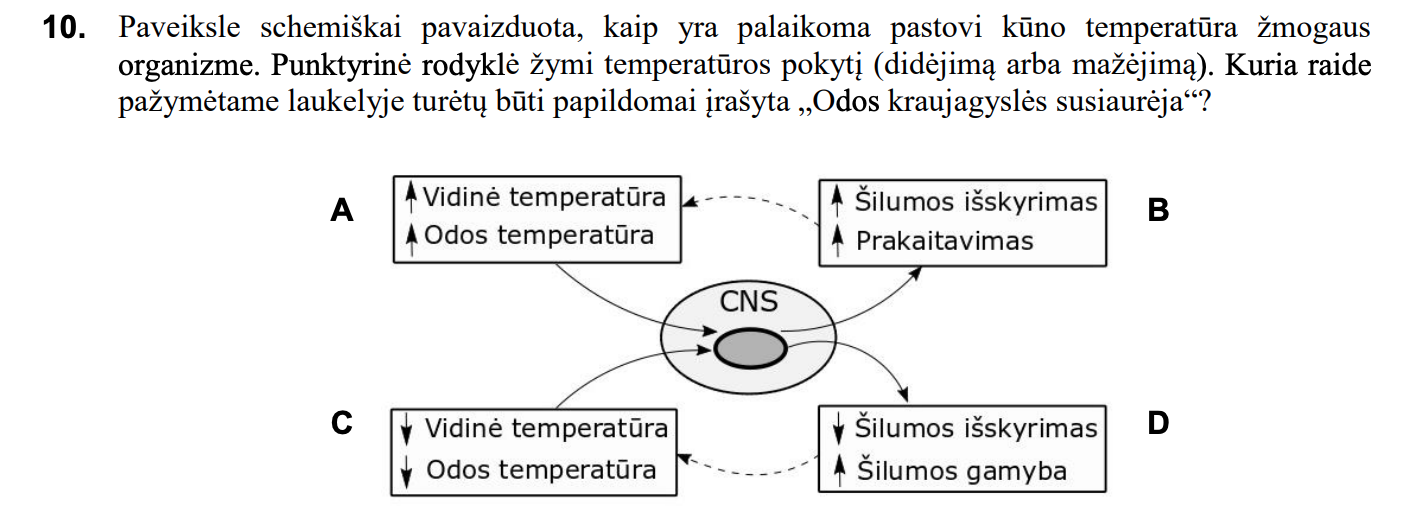 10. Paveiksle schemiškai pavaizduota, kaip yra palaikoma pastovi kūno temperatūra žmogaus
organizme. Punktyrinė rodyklė žymi temperatūros pokytį (didėjimą arba mažėjimą). Kuria raide
pažymėtame laukelyje turėtų būti papildomai įrašyta „Odos kraujagyslės susiaurėja“?
A
Vidinė temperatūra
Odos temperatūra
Šilumos išskyrimas
Prakaitavimas
B
CNS
C
Vidinė temperatūra
Odos temperatūra
Šilumos išskyrimas
Šilumos gamyba
D